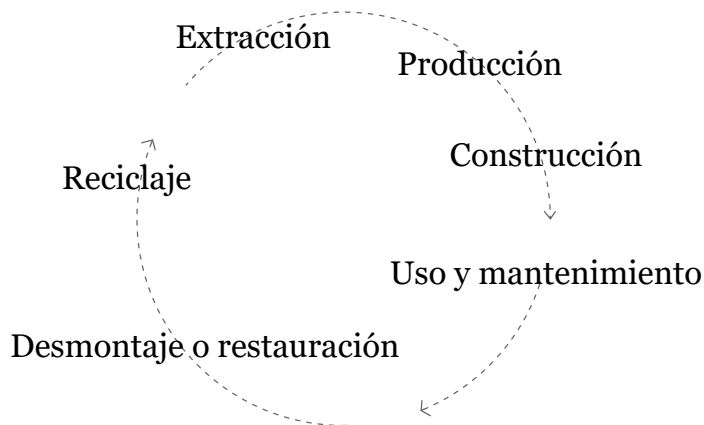 Extracción
Producción
Construcción
Uso y mantenimiento
Desmontaje o restauración
Reciclaje